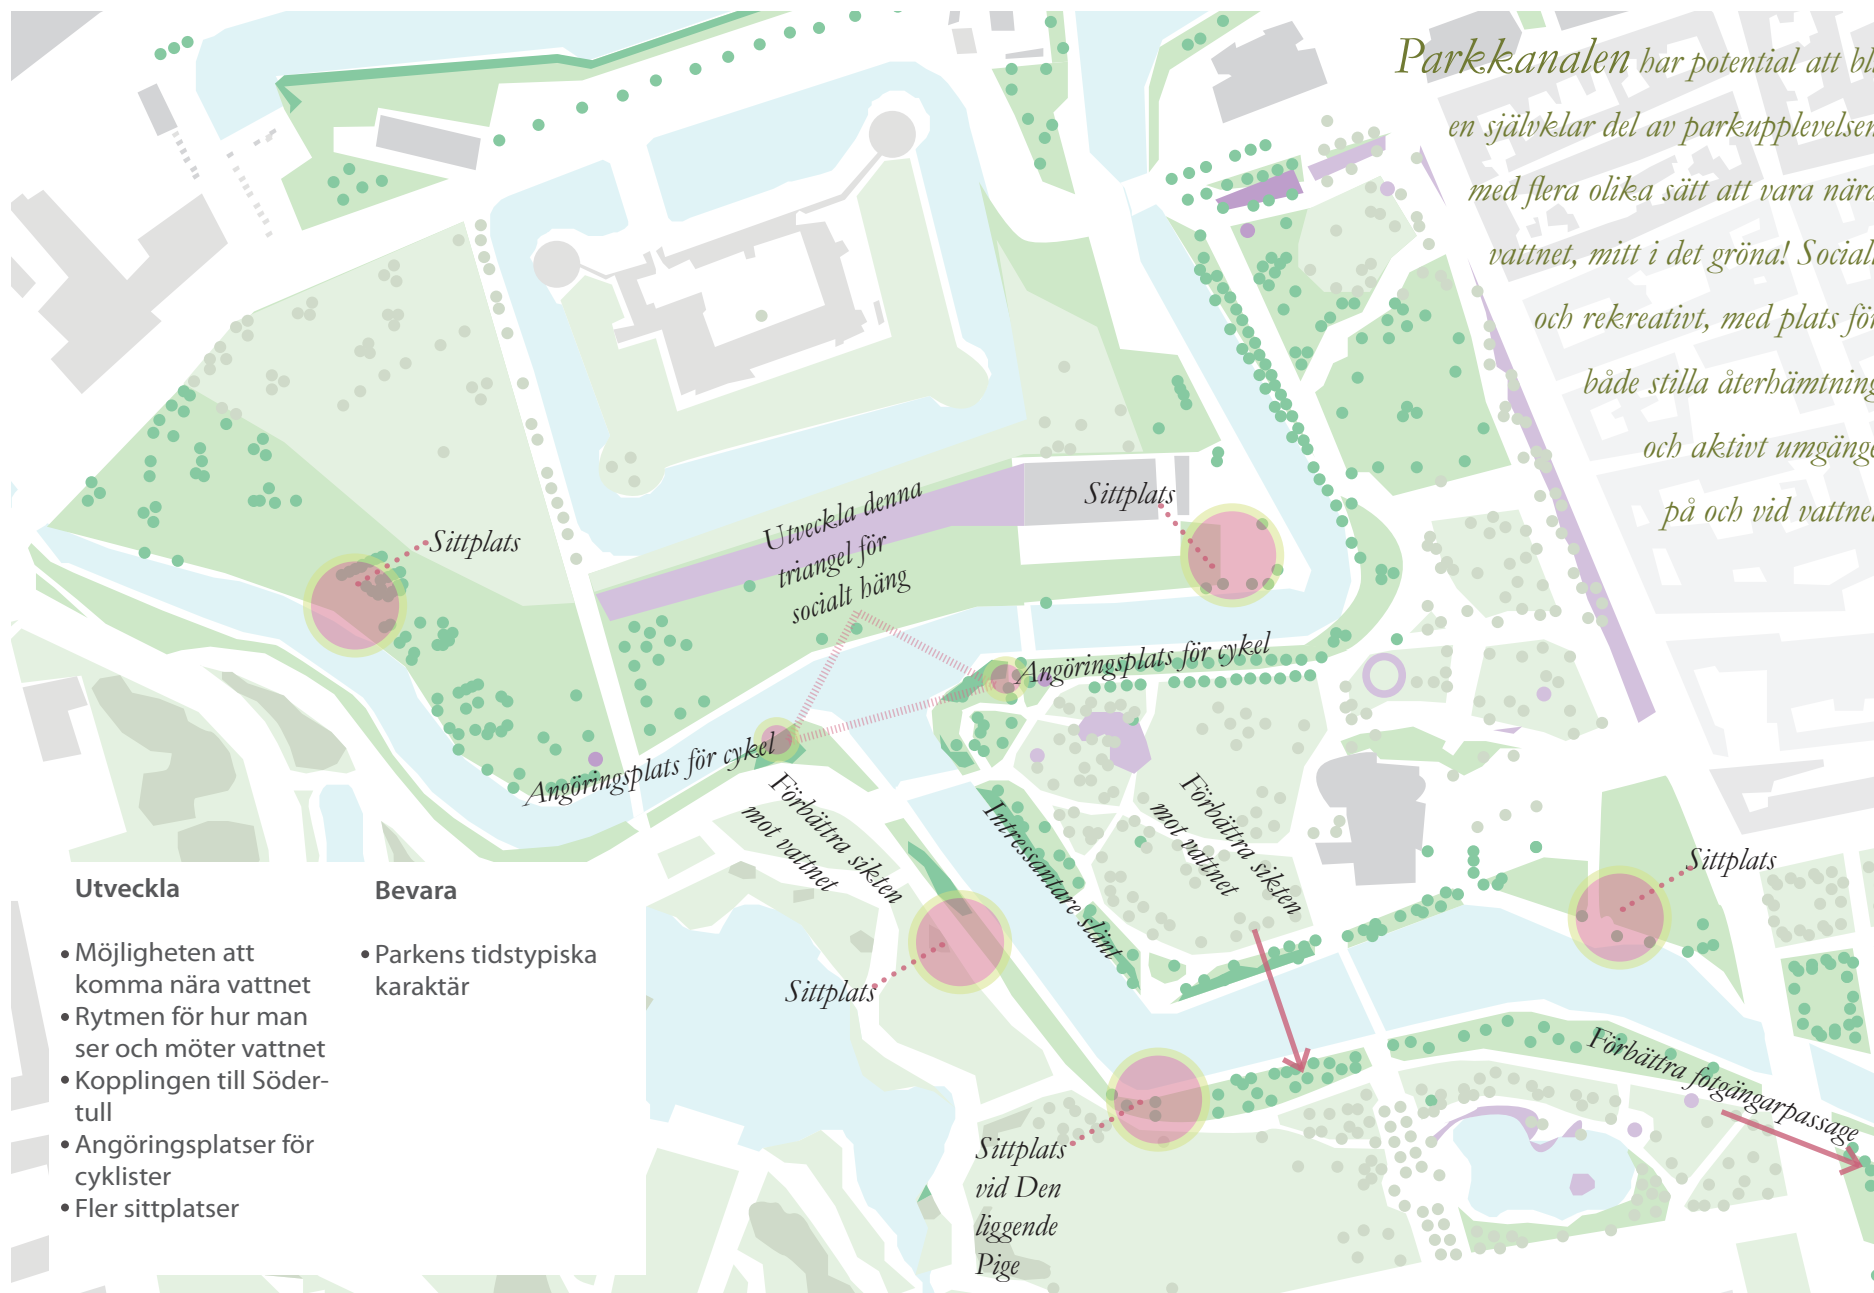 Parkkanalen har potential att bli
en självklar del av parkupplevelsen
med flera olika sätt att vara nära
vattnet, mitt i det gröna! Socialt
och rekreativt, med plats för
både stilla återhämtning
och aktivt umgänge
på och vid vattnet
Sittplats
Utveckla denna
triangel för
socialt häng
Sittplats
Angöringsplats för cykel
Angöringsplats för cykel
Förbättra sikten
mot vattnet
Intressantare slänt
Förbättra sikten
mot vattnet
Sittplats
Sittplats
Förbättra fotgängarpassage
Sittplats
vid Den
liggende
Pige
Utveckla
• Möjligheten att
komma nära vattnet
• Rytmen för hur man
ser och möter vattnet
• Kopplingen till Söder-
tull
• Angöringsplatser för
cyklister
• Fler sittplatser
Bevara
• Parkens tidstypiska
karaktär